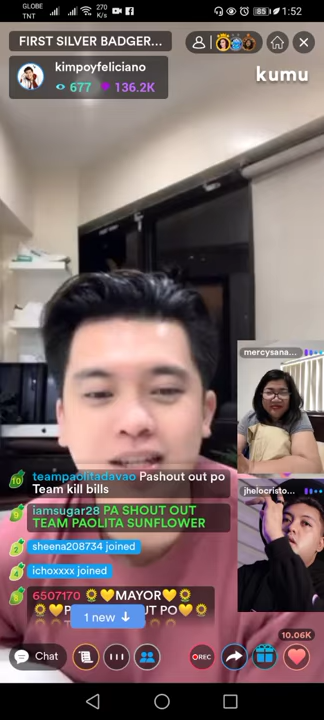 GLOBE
TNT
270
K/s
85
1:52
FIRST SILVER BADGER...
kimpoyfeliciano
677
136.2K
kumu
mercysana...
jhelocristo...
10 teampaolitadavao Pashout out po
Team kill bills
iamsugar28 PA SHOUT OUT
TEAM PAOLITA SUNFLOWER
sheena208734 joined
ichoxxxx joined
6507170 🌻💛MAYOR💛🌻
1 new ↓
10.06K
Chat
REC